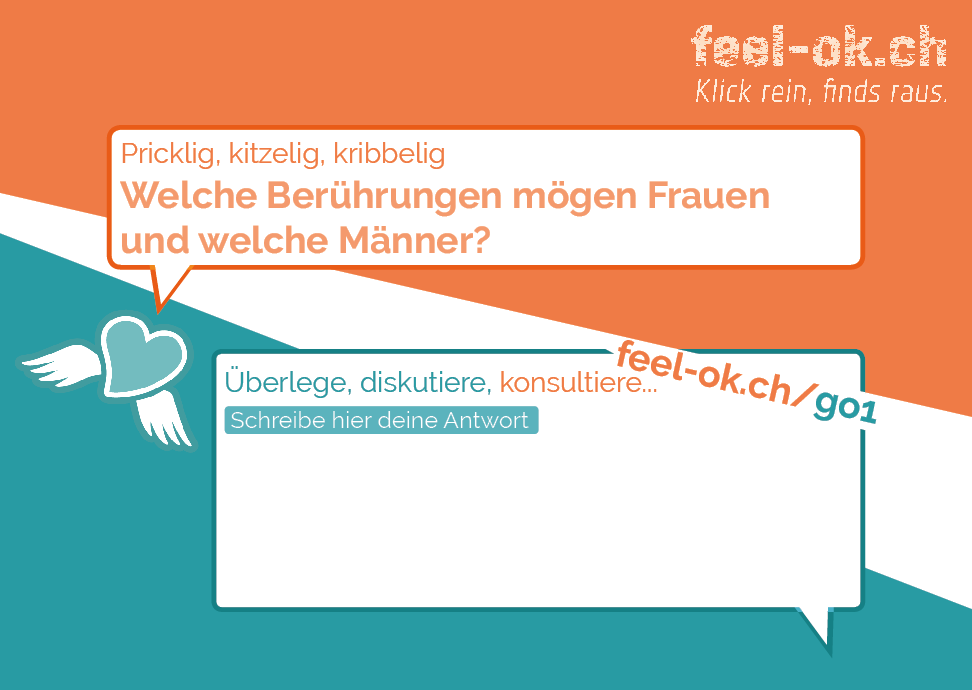 feel-ok.ch
Klick rein, finds raus.
Pricklig, kitzelig, kribbelig
Welche Berührungen mögen Frauen
und welche Männer?
feel-ok.ch/go1
Überlege, diskutiere, konsultiere...
Schreibe hier deine Antwort